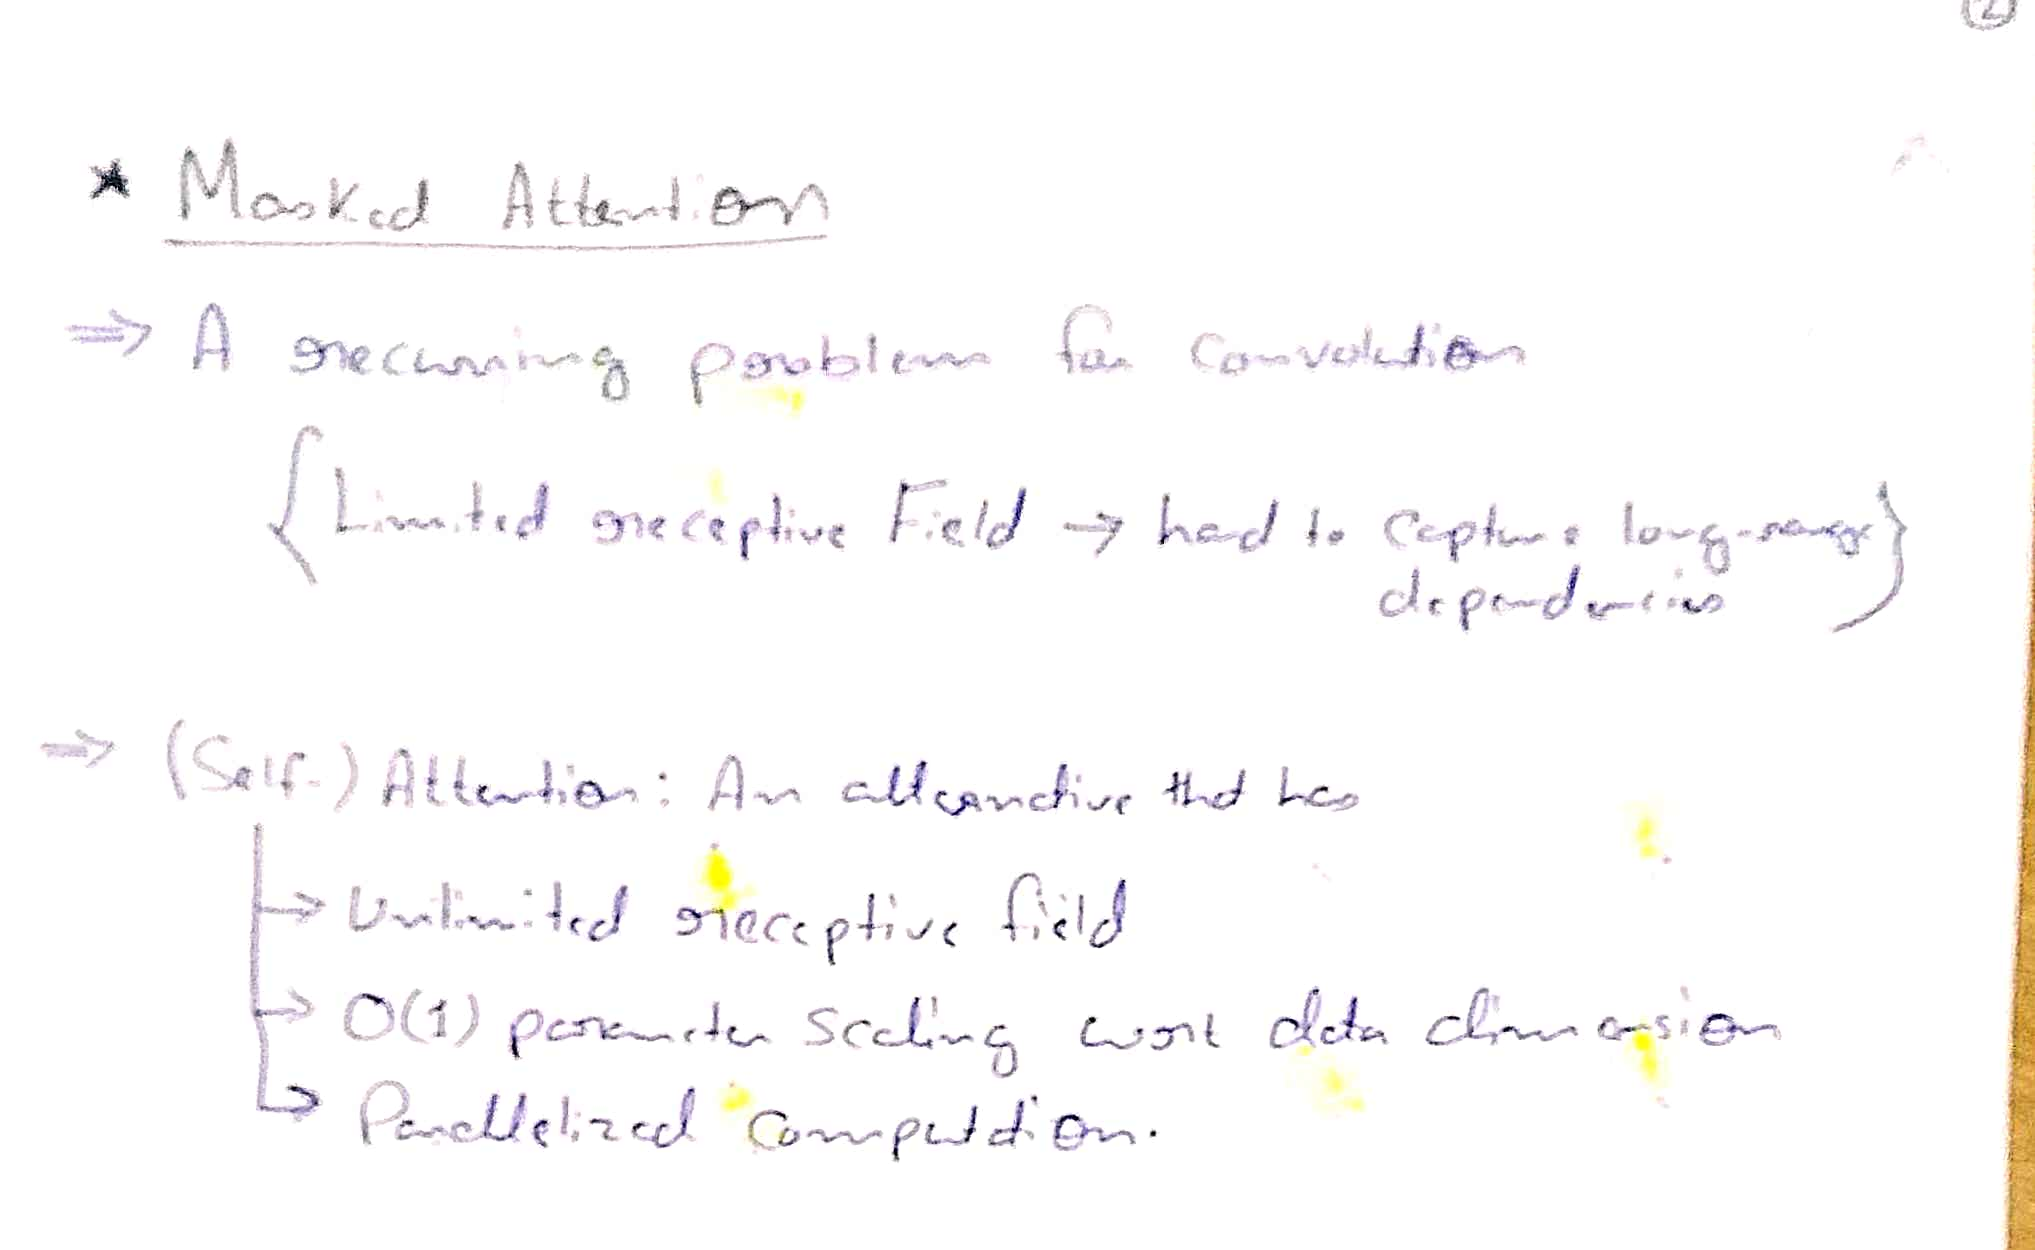 ②
* Masked Attention
⇒ A recurring problem for Convolution
{Limited receptive Field → hard to capture long-range
dependencies}
⇒ (Self-) Attention: An alternative that has
→ Unlimited receptive field
→ O(1) parameter scaling wrt data dimension
→ Parallelized Computation.